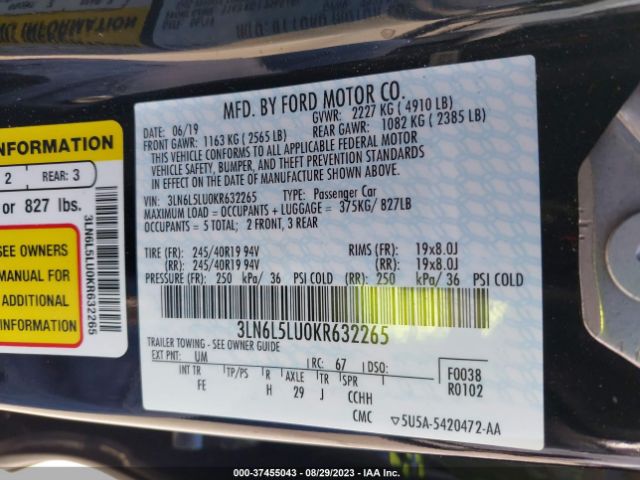 MFD. BY FORD MOTOR CO.
DATE: 06/19
GVWR: 2227 KG ( 4910 LB)
FRONT GAWR: 1163 KG ( 2565 LB)
REAR GAWR: 1082 KG ( 2385 LB)
THIS VEHICLE CONFORMS TO ALL APPLICABLE FEDERAL MOTOR
VEHICLE SAFETY, BUMPER, AND THEFT PREVENTION STANDARDS
IN EFFECT ON THE DATE OF MANUFACTURE SHOWN ABOVE.
VIN: 3LN6L5LU0KR632265 TYPE: Passenger Car
MAXIMUM LOAD = OCCUPANTS + LUGGAGE = 375KG/ 827LB
OCCUPANTS = 5 TOTAL; 2 FRONT, 3 REAR
TIRE (FR): 245/40R19 94V RIMS (FR): 19x8.0J
(RR): 245/40R19 94V (RR): 19x8.0J
PRESSURE (FR): 250 kPa/ 36 PSI COLD (RR): 250 kPa/ 36 PSI COLD
3LN6L5LU0KR632265
TRAILER TOWING - SEE OWNER GUIDE
EXT PNT: UM RC: 67 DSO:
F0038
R0102
INT TR TP/PS R AXLE TR SPR
FE H 29 J CCHH
CMC 5U5A-5420472-AA
INFORMATION
2 REAR: 3
or 827 lbs.
3LN6L5LU0KR632265
SEE OWNERS
MANUAL FOR
ADDITIONAL
INFORMATION
000-37455043 - 08/29/2023 - IAA Inc.